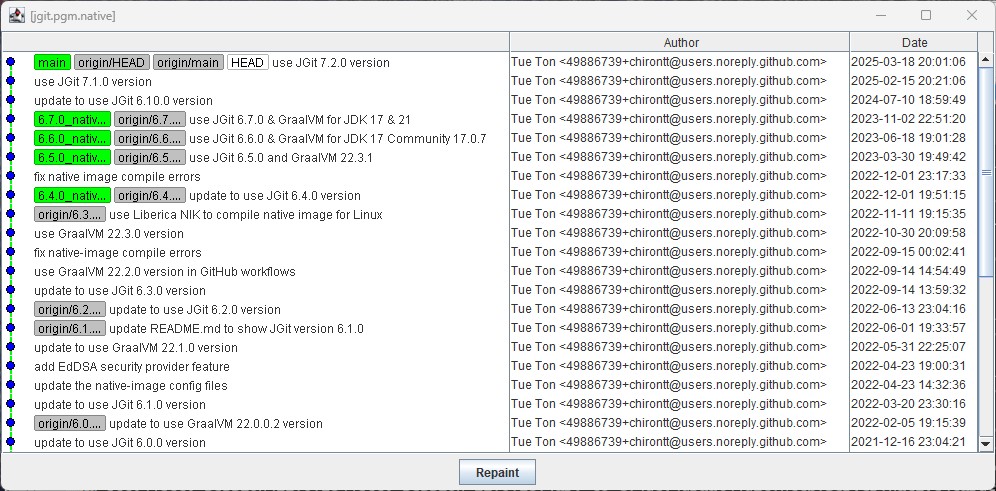 [jgit.pgm.native]
Author Date
main origin/HEAD origin/main HEAD use JGit 7.2.0 version Tue Ton <49886739+chirontt@users.noreply.github.com> 2025-03-18 20:01:06
use JGit 7.1.0 version Tue Ton <49886739+chirontt@users.noreply.github.com> 2025-02-15 20:21:06
update to use JGit 6.10.0 version Tue Ton <49886739+chirontt@users.noreply.github.com> 2024-07-10 18:59:49
6.7.0_nativ... origin/6.7.... use JGit 6.7.0 & GraalVM for JDK 17 & 21 Tue Ton <49886739+chirontt@users.noreply.github.com> 2023-11-02 22:51:20
6.6.0_nativ... origin/6.6.... use JGit 6.6.0 & GraalVM for JDK 17 Community 17.0.7 Tue Ton <49886739+chirontt@users.noreply.github.com> 2023-06-18 19:01:28
6.5.0_nativ... origin/6.5.... use JGit 6.5.0 and GraalVM 22.3.1 Tue Ton <49886739+chirontt@users.noreply.github.com> 2023-03-30 19:49:42
fix native image compile errors Tue Ton <49886739+chirontt@users.noreply.github.com> 2022-12-01 23:17:33
6.4.0_nativ... origin/6.4.... update to use JGit 6.4.0 version Tue Ton <49886739+chirontt@users.noreply.github.com> 2022-12-01 19:51:15
origin/6.3.... use Liberica NIK to compile native image for Linux Tue Ton <49886739+chirontt@users.noreply.github.com> 2022-11-11 19:15:35
use GraalVM 22.3.0 version Tue Ton <49886739+chirontt@users.noreply.github.com> 2022-10-30 20:09:58
fix native-image compile errors Tue Ton <49886739+chirontt@users.noreply.github.com> 2022-09-15 00:02:41
use GraalVM 22.2.0 version in GitHub workflows Tue Ton <49886739+chirontt@users.noreply.github.com> 2022-09-14 14:54:49
update to use JGit 6.3.0 version Tue Ton <49886739+chirontt@users.noreply.github.com> 2022-09-14 13:59:32
origin/6.2.... update to use JGit 6.2.0 version Tue Ton <49886739+chirontt@users.noreply.github.com> 2022-06-13 23:04:16
origin/6.1.... update README.md to show JGit version 6.1.0 Tue Ton <49886739+chirontt@users.noreply.github.com> 2022-06-01 19:33:57
update to use GraalVM 22.1.0 version Tue Ton <49886739+chirontt@users.noreply.github.com> 2022-05-31 22:25:07
add EdDSA security provider feature Tue Ton <49886739+chirontt@users.noreply.github.com> 2022-04-23 19:00:31
update the native-image config files Tue Ton <49886739+chirontt@users.noreply.github.com> 2022-04-23 14:32:36
update to use JGit 6.1.0 version Tue Ton <49886739+chirontt@users.noreply.github.com> 2022-03-20 23:30:16
origin/6.0.... update to use GraalVM 22.0.0.2 version Tue Ton <49886739+chirontt@users.noreply.github.com> 2022-02-05 19:15:39
update to use JGit 6.0.0 version Tue Ton <49886739+chirontt@users.noreply.github.com> 2021-12-16 23:04:21
Repaint